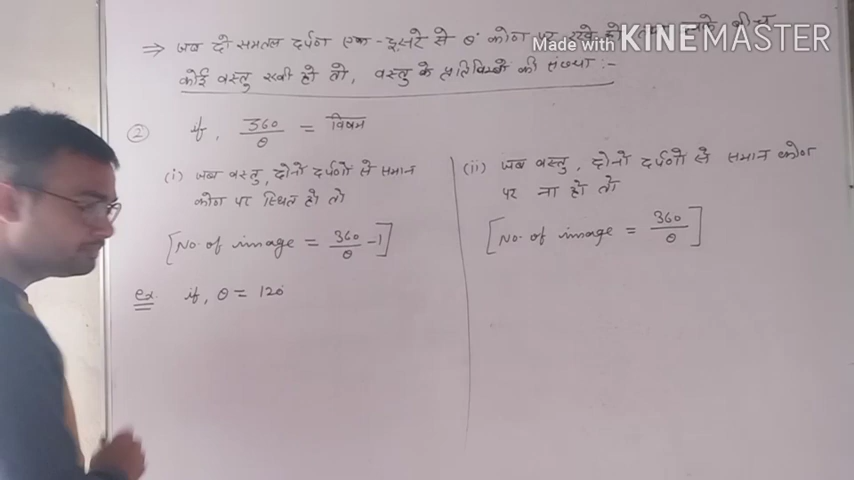 ⇒ जब दो समतल दर्पण एक-दूसरे से θ° कोण पर रखे हो तथा बीच
Made with KINEMASTER
कोई वस्तु रखी हो तो, वस्तु के प्रतिबिम्बों की संख्या :-
② if, 360/θ = विषम
(i) जब वस्तु, दोनों दर्पणों से समान
कोण पर स्थित हो तो
[No. of image = 360/θ - 1]
ex. if, θ = 120°
(ii) जब वस्तु, दोनों दर्पणों से समान कोण
पर ना हो तो
[No. of image = 360/θ]